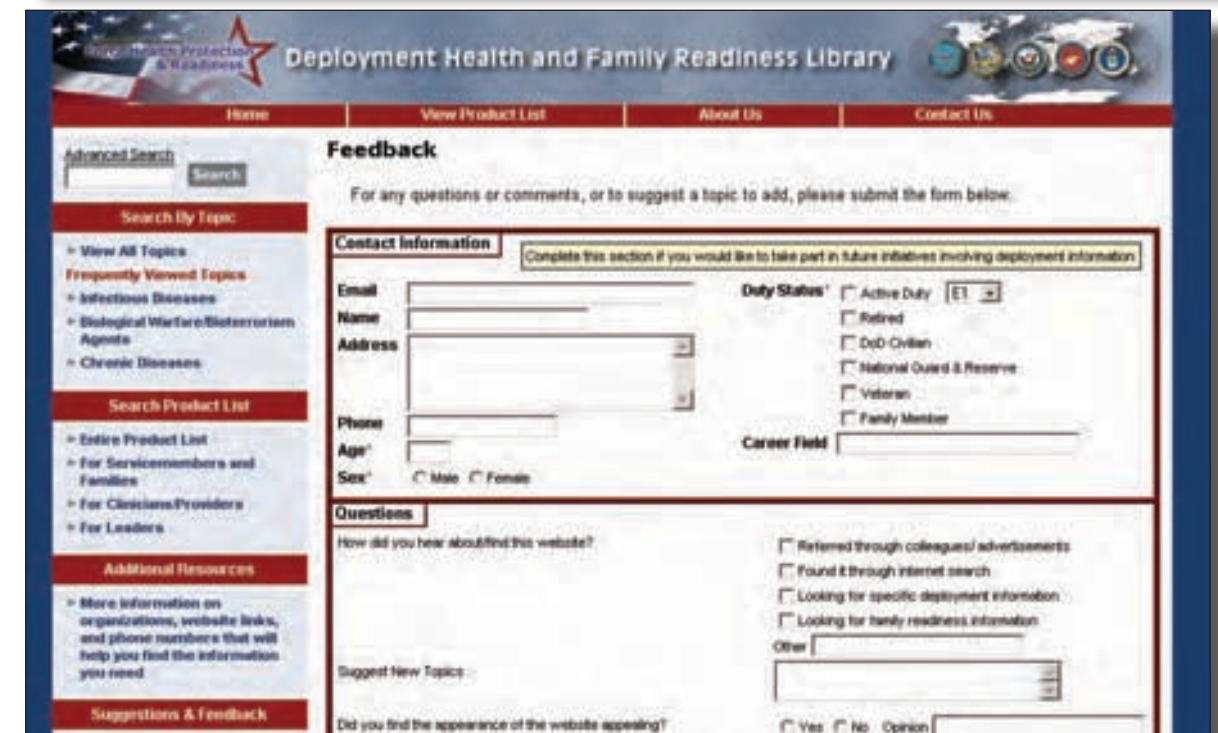 Force Health Protection
& Readiness
Deployment Health and Family Readiness Library
Home View Product List About Us Contact Us
Advanced Search
Search
Search By Topic
» View All Topics
Frequently Viewed Topics
» Infectious Diseases
» Biological Warfare/Bioterrorism
Agents
» Chronic Diseases
Search Product List
» Entire Product List
» For Servicemembers and
Families
» For Clinicians/Providers
» For Leaders
Additional Resources
» More information on
organizations, website links,
and phone numbers that will
help you find the information
you need
Suggestions & Feedback
Feedback
For any questions or comments, or to suggest a topic to add, please submit the form below.
Contact Information
Complete this section if you would like to take part in future initiatives involving deployment information
Email
Name
Address
Phone
Age*
Sex* Male Female
Duty Status* Active Duty E1
Retired
DoD Civilian
National Guard & Reserve
Veteran
Family Member
Career Field
Questions
How did you hear about/find this website?
Referred through colleagues/ advertisements
Found it through internet search
Looking for specific deployment information
Looking for family readiness information
Other
Suggest New Topics
Did you find the appearance of the website appealing? Yes No Opinion